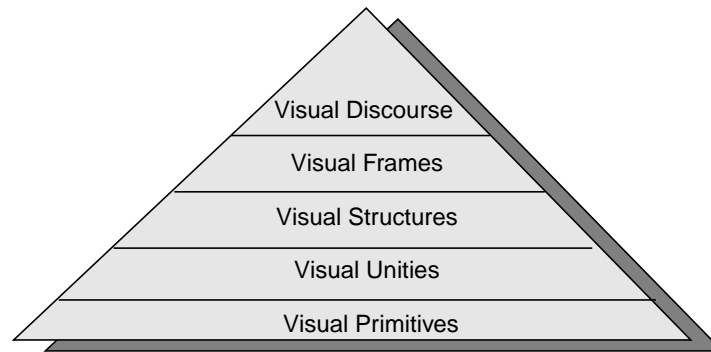 Visual Discourse
Visual Frames
Visual Structures
Visual Unities
Visual Primitives